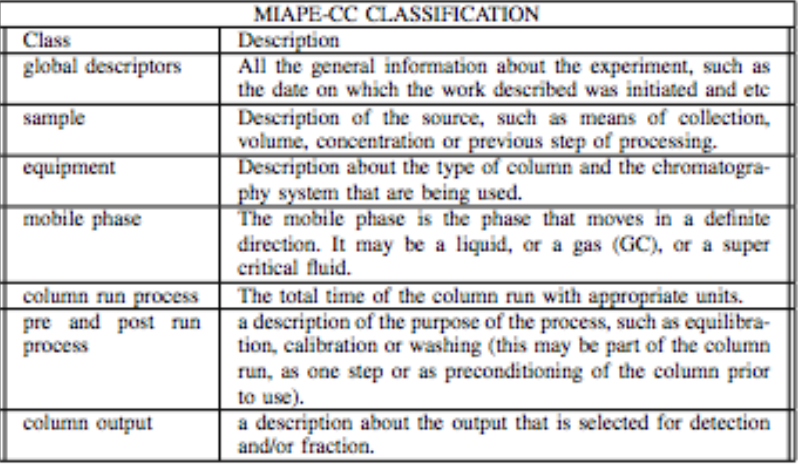 MIAPE-CC CLASSIFICATION
Class Description
global descriptors All the general information about the experiment, such as
the date on which the work described was initiated and etc
sample Description of the source, such as means of collection,
volume, concentration or previous step of processing.
equipment Description about the type of column and the chromatogra-
phy system that are being used.
mobile phase The mobile phase is the phase that moves in a definite
direction. It may be a liquid, or a gas (GC), or a super
critical fluid.
column run process The total time of the column run with appropriate units.
pre and post run a description of the purpose of the process, such as equilibra-
process tion, calibration or washing (this may be part of the column
run, as one step or as preconditioning of the column prior
to use).
column output a description about the output that is selected for detection
and/or fraction.